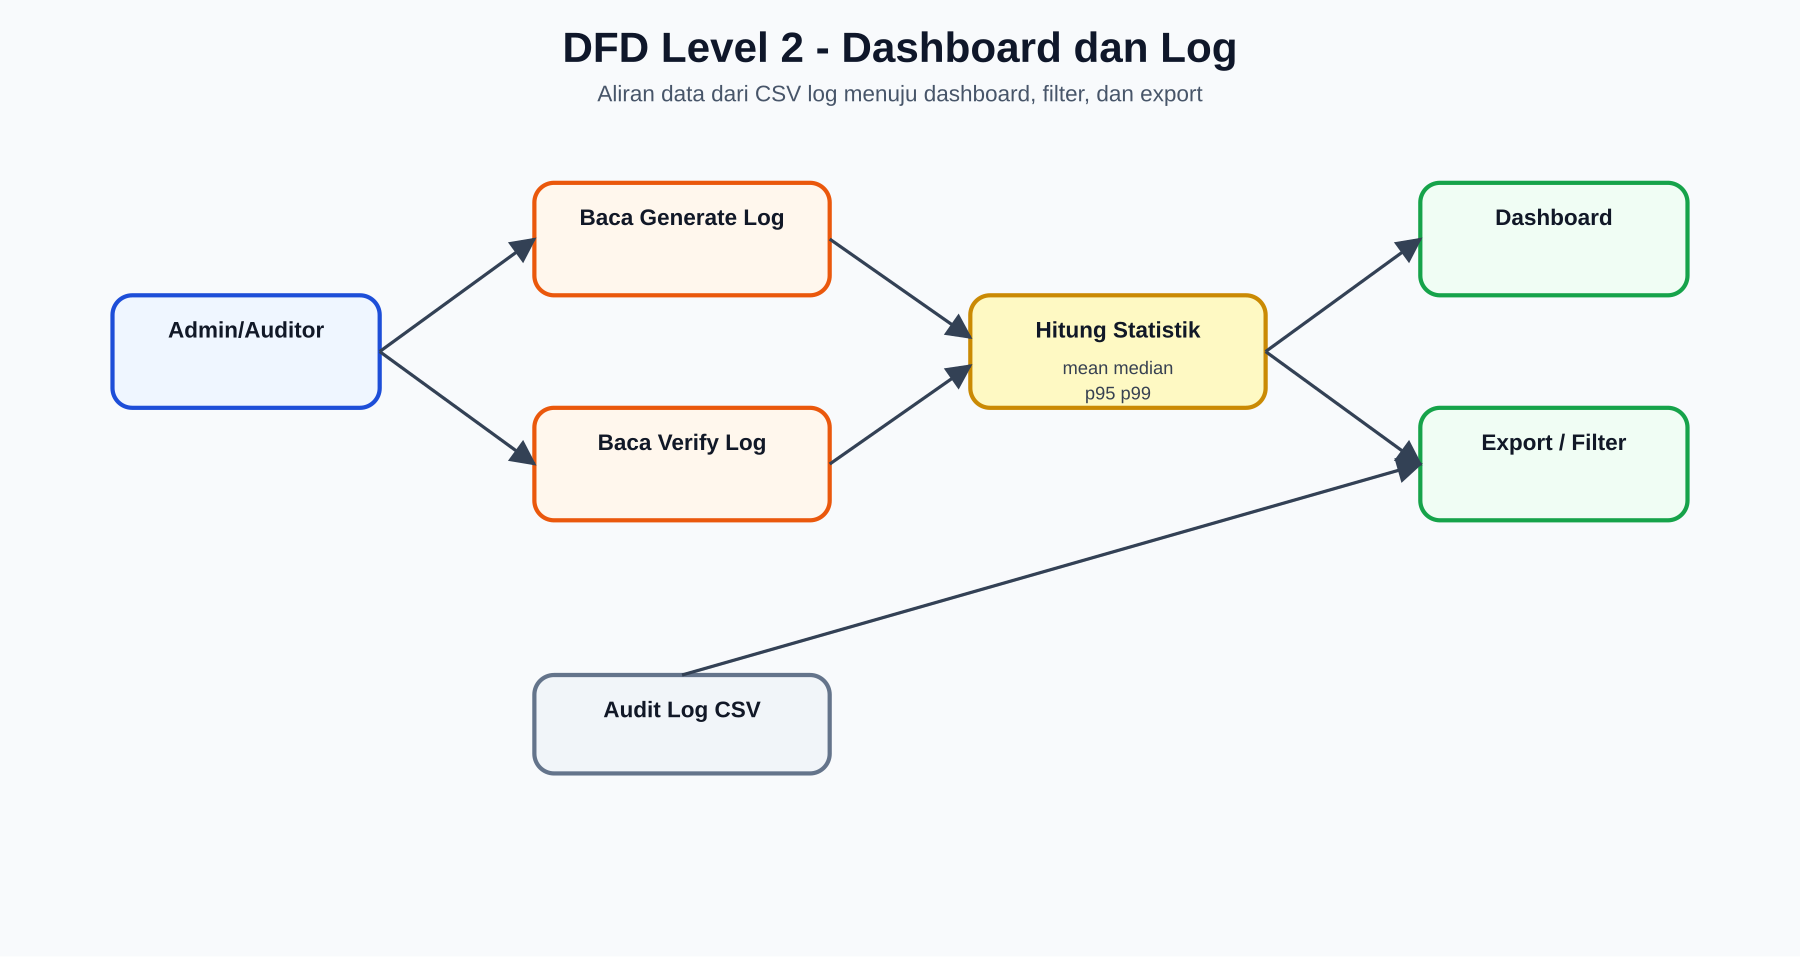 DFD Level 2 - Dashboard dan Log
Aliran data dari CSV log menuju dashboard, filter, dan export
Baca Generate Log
Dashboard
Admin/Auditor
Hitung Statistik
mean median
p95 p99
Baca Verify Log
Export / Filter
Audit Log CSV